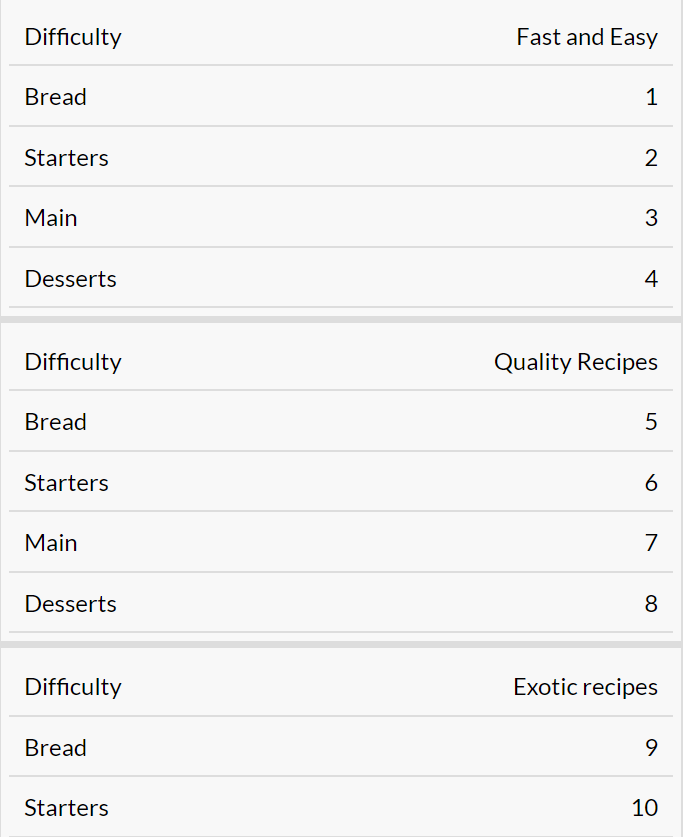 Difficulty Fast and Easy
Bread 1
Starters 2
Main 3
Desserts 4
Difficulty Quality Recipes
Bread 5
Starters 6
Main 7
Desserts 8
Difficulty Exotic recipes
Bread 9
Starters 10